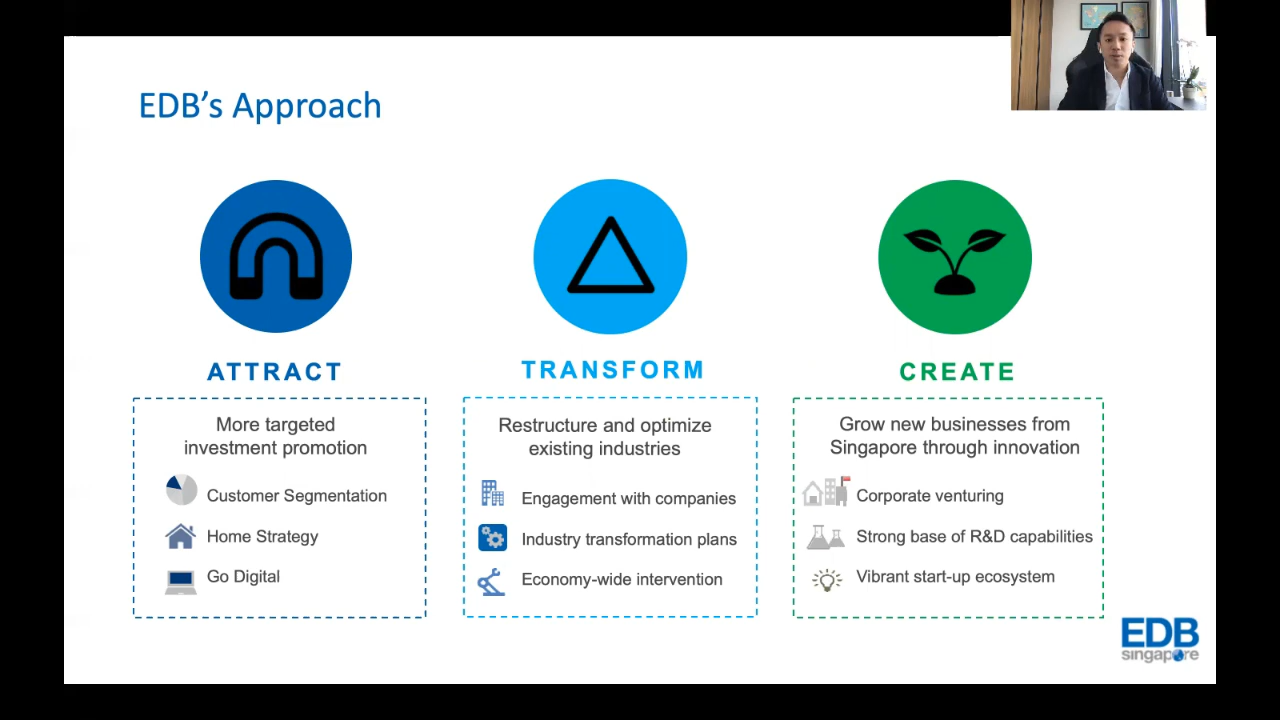 EDB's Approach
ATTRACT
More targeted
investment promotion
Customer Segmentation
Home Strategy
Go Digital
TRANSFORM
Restructure and optimize
existing industries
Engagement with companies
Industry transformation plans
Economy-wide intervention
CREATE
Grow new businesses from
Singapore through innovation
Corporate venturing
Strong base of R&D capabilities
Vibrant start-up ecosystem
EDB
singapore